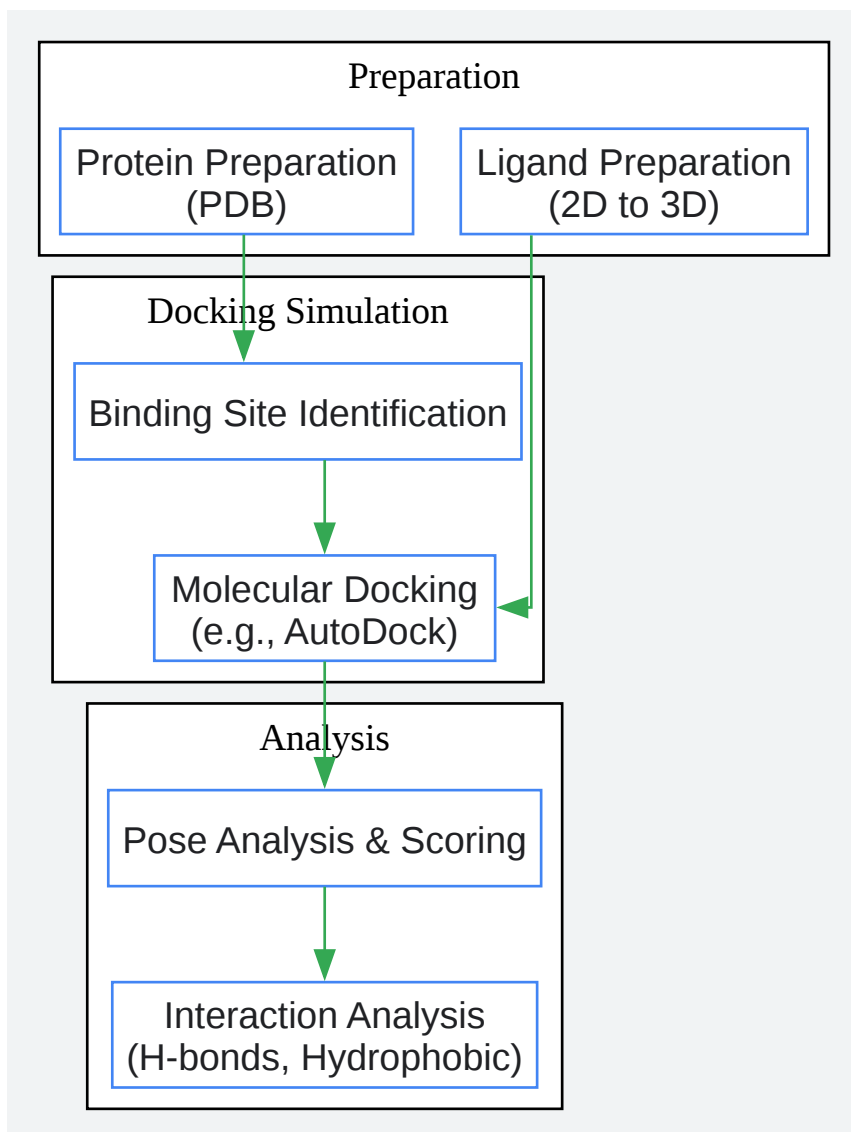 Preparation
Protein Preparation
(PDB)
Ligand Preparation
(2D to 3D)
Docking Simulation
Binding Site Identification
Molecular Docking
(e.g., AutoDock)
Analysis
Pose Analysis & Scoring
Interaction Analysis
(H-bonds, Hydrophobic)